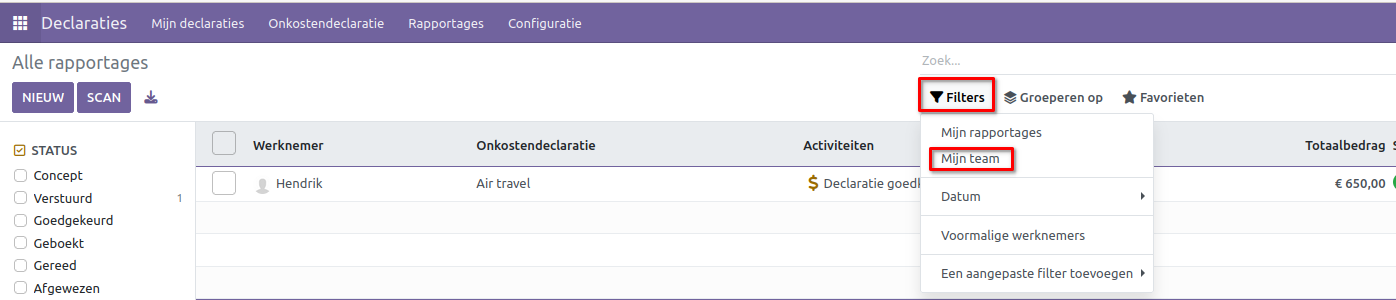 Declaraties Mijn declaraties Onkostendeclaratie Rapportages Configuratie
Alle rapportages
Zoek...
NIEUW SCAN
Filters Groeperen op Favorieten
Mijn rapportages
Mijn team
Datum
Voormalige werknemers
Een aangepaste filter toevoegen
STATUS
Concept
Verstuurd 1
Goedgekeurd
Geboekt
Gereed
Afgewezen
Werknemer Onkostendeclaratie Activiteiten Totaalbedrag
Hendrik Air travel $ Declaratie € 650,00